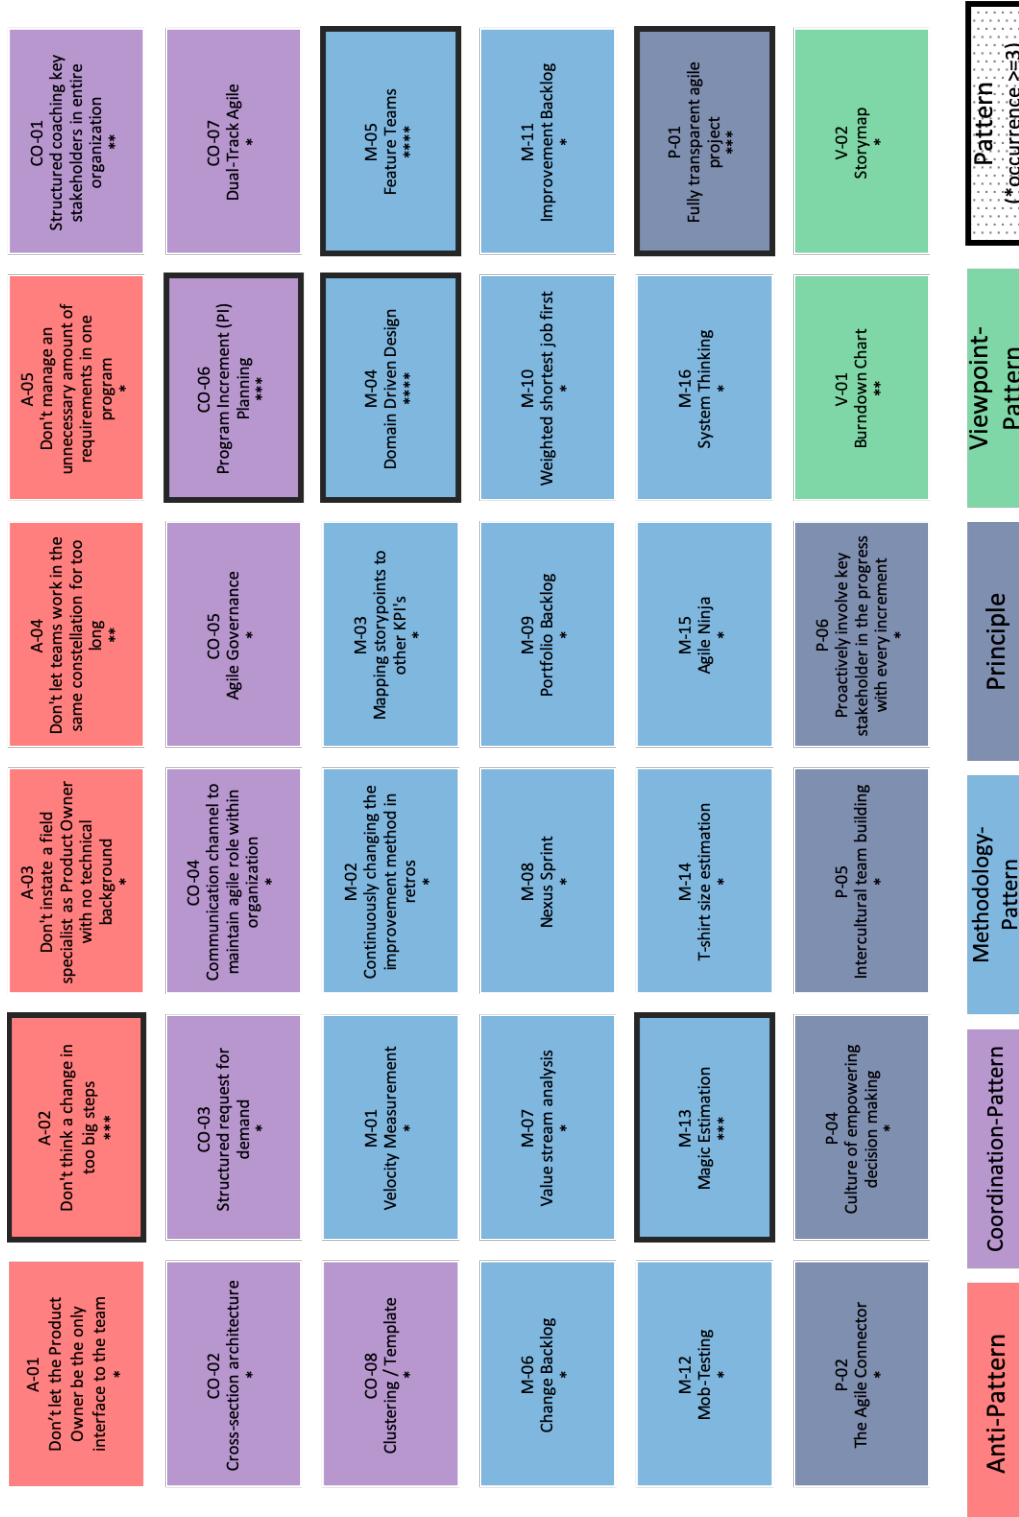 A-01
Don’t let the Product
Owner be the only
interface to the team
*
A-02
Don't think a change in
too big steps
***
A-03
Don't instate a field
specialist as Product Owner
with no technical
background
*
A-04
Don't let teams work in the
same constellation for too
long
**
A-05
Don't manage an
unnecessary amount of
requirements in one
program
*
CO-01
Structured coaching key
stakeholders in entire
organization
**
CO-02
Cross-section architecture
*
CO-03
Structured request for
demand
*
CO-04
Communication channel to
maintain agile role within
organization
*
CO-05
Agile Governance
*
CO-06
Program Increment (PI)
Planning
***
CO-07
Dual-Track Agile
*
CO-08
Clustering / Template
*
M-01
Velocity Measurement
*
M-02
Continuously changing the
improvement method in
retros
*
M-03
Mapping storypoints to
other KPI's
*
M-04
Domain Driven Design
****
M-05
Feature Teams
****
M-06
Change Backlog
*
M-07
Value stream analysis
*
M-08
Nexus Sprint
*
M-09
Portfolio Backlog
*
M-10
Weighted shortest job first
*
M-11
Improvement Backlog
*
M-12
Mob-Testing
*
M-13
Magic Estimation
***
M-14
T-shirt size estimation
*
M-15
Agile Ninja
*
M-16
System Thinking
*
P-01
Fully transparent agile
project
***
P-02
The Agile Connector
*
P-04
Culture of empowering
decision making
*
P-05
Intercultural team building
*
P-06
Proactively involve key
stakeholder in the progress
with every increment
*
V-01
Burndown Chart
**
V-02
Storymap
*
Anti-Pattern
Coordination-Pattern
Methodology-
Pattern
Principle
Viewpoint-
Pattern
Pattern
(*occurrence >=3)